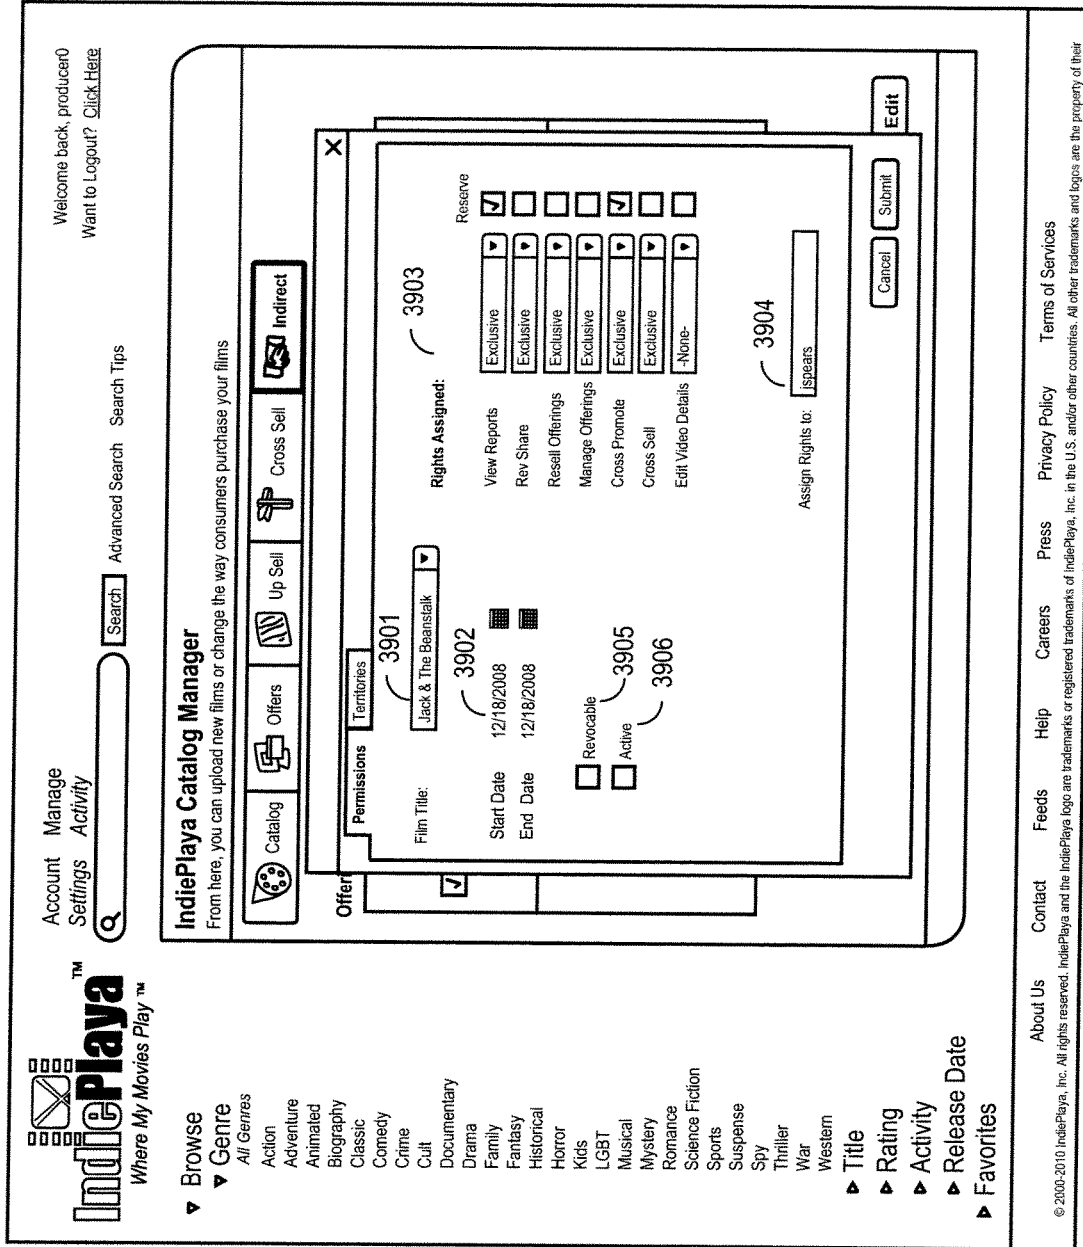 IndiePlaya ™
Where My Movies Play ™
Account Manage
Settings Activity
Search Advanced Search Search Tips
Welcome back, producer0
Want to Logout? Click Here
Browse
Genre
All Genres
Action
Adventure
Animated
Biography
Classic
Comedy
Crime
Cult
Documentary
Drama
Family
Fantasy
Historical
Horror
Kids
LGBT
Musical
Mystery
Romance
Science Fiction
Sports
Suspense
Spy
Thriller
War
Western
Title
Rating
Activity
Release Date
Favorites
IndiePlaya Catalog Manager
From here, you can upload new films or change the way consumers purchase your films
Catalog Offers Up Sell Cross Sell Indirect
Offer
X
Permissions Territories
3901
Film Title: Jack & The Beanstalk
3902
Start Date 12/18/2008
End Date 12/18/2008
Revocable 3905
Active 3906
3903
Rights Assigned: Reserve
View Reports Exclusive
Rev Share Exclusive
Resell Offerings Exclusive
Manage Offerings Exclusive
Cross Promote Exclusive
Cross Sell Exclusive
Edit Video Details -None-
3904
Assign Rights to: jspears
Cancel Submit
Edit
About Us Contact Feeds Help Careers Press Privacy Policy Terms of Services
© 2000-2010 IndiePlaya, Inc. All rights reserved. IndiePlaya and the IndiePlaya logo are trademarks or registered trademarks of IndiePlaya, Inc. in the U.S. and/or other countries. All other trademarks and logos are the property of their